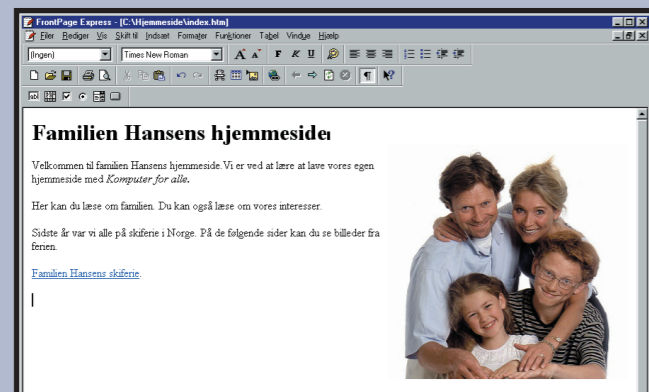 FrontPage Express - [C:\Hjemmeside\index.htm]
Filer Rediger Vis Skift til Indsæt Formater Funktioner Tabel Vindue Hjælp
(Ingen) Times New Roman A A F K U
Familien Hansens hjemmeside
Velkommen til familien Hansens hjemmeside. Vi er ved at lære at lave vores egen
hjemmeside med Komputer for alle.
Her kan du læse om familien. Du kan også læse om vores interesser.
Sidste år var vi alle på skiferie i Norge. På de følgende sider kan du se billeder fra
ferien.
Familien Hansens skiferie.